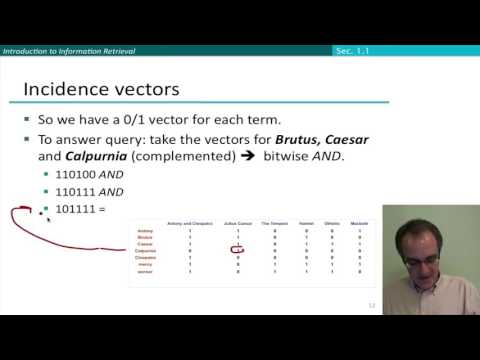 Introduction to Information Retrieval
Sec. 1.1
Incidence vectors
• So we have a 0/1 vector for each term.
• To answer query: take the vectors for Brutus, Caesar
and Calpurnia (complemented) ➔ bitwise AND.
• 110100 AND
• 110111 AND
• 101111 =
Antony and Cleopatra Julius Caesar The Tempest Hamlet Othello Macbeth
Antony 1 1 0 0 0 1
Brutus 1 1 0 1 0 0
Caesar 1 1 0 1 1 1
Calpurnia 0 1 0 0 0 0
Cleopatra 1 0 0 0 0 0
mercy 1 0 1 1 1 1
worser 1 0 1 1 1 0
12